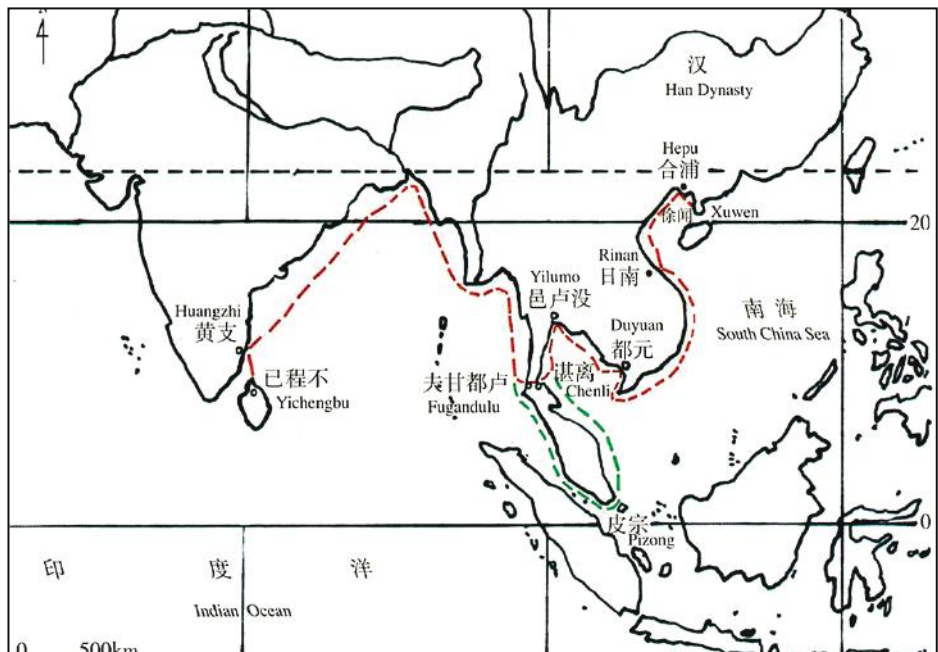 N
汉
Han Dynasty
Hepu
合浦
徐闻
Xuwen
20
Rinan
日南
Yilumo
邑卢没
Huangzhi
黄支
Duyuan
都元
南海
South China Sea
已程不
Yichengbu
夫甘都卢
Fugandulu
谌离
Chenli
皮宗
Pizong
0
印度洋
Indian Ocean
0 500km